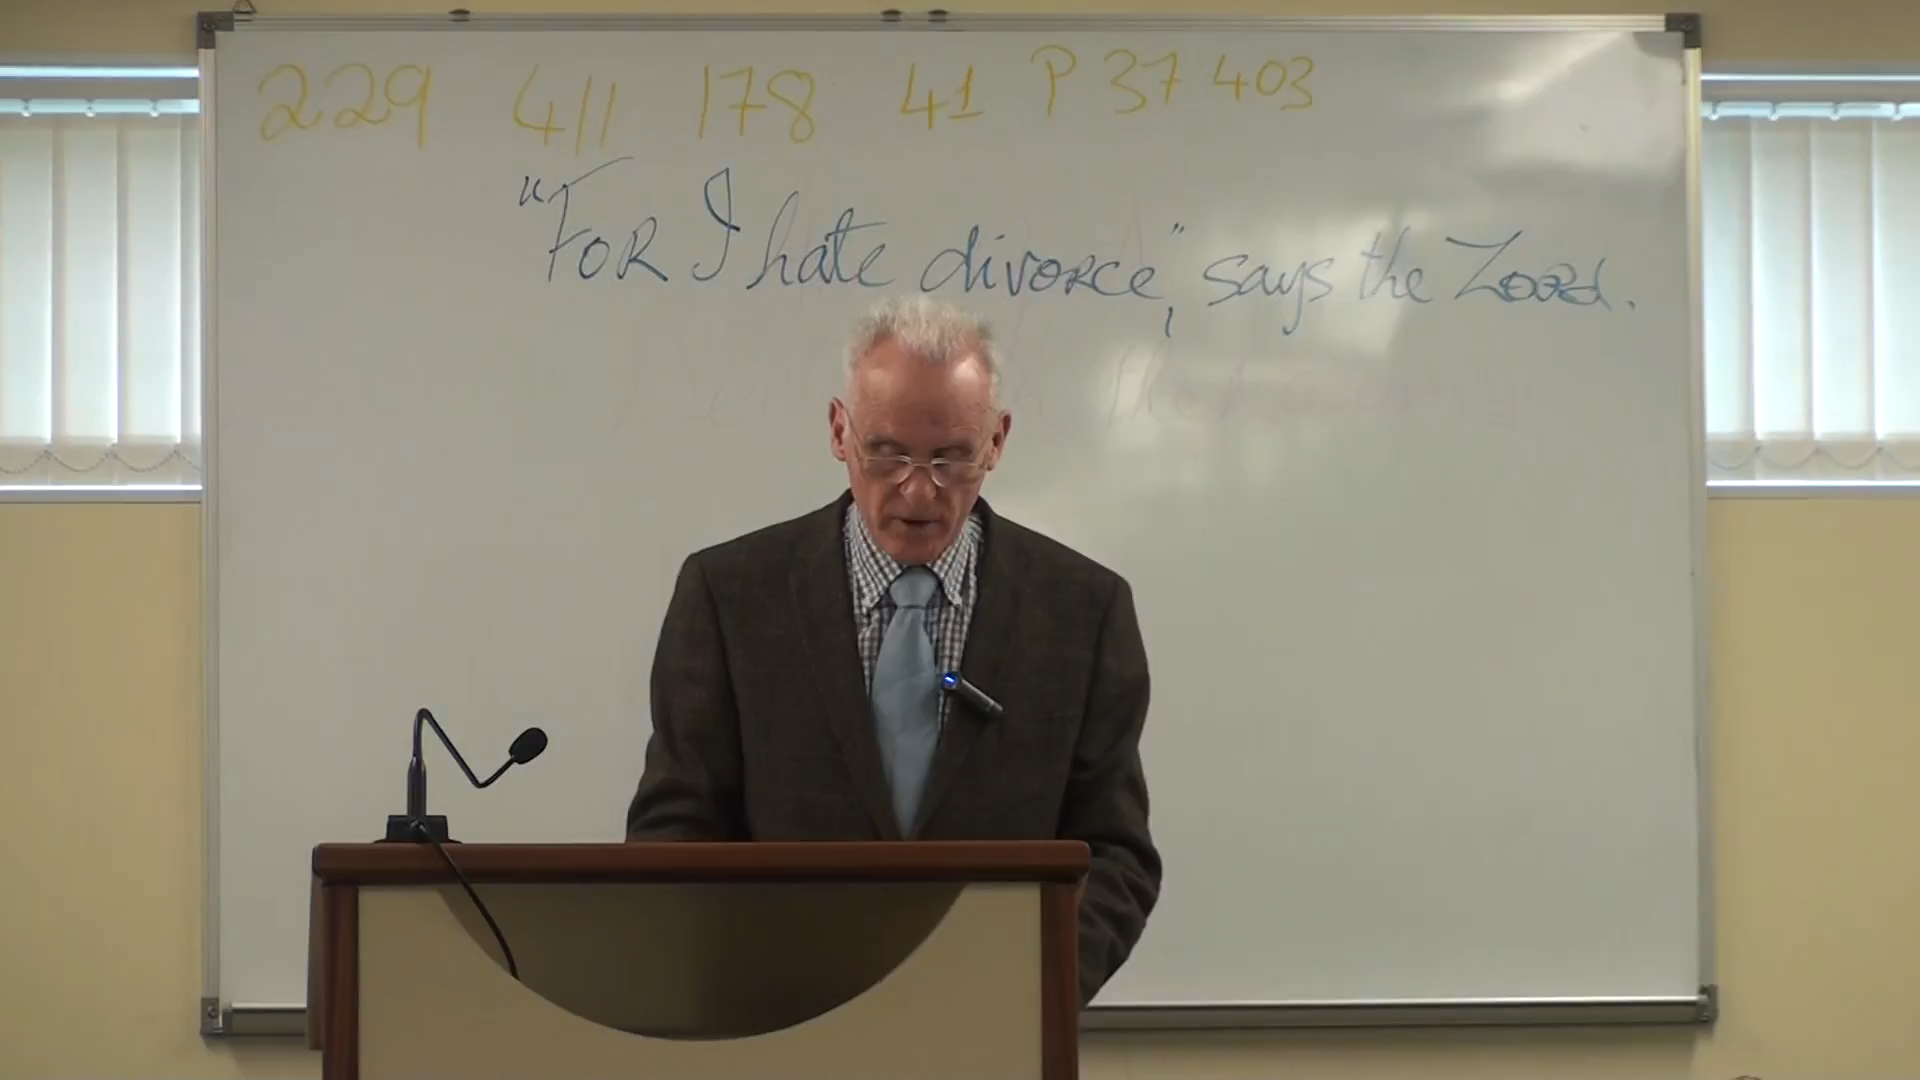 229 411 178 41 P 37 403
"FOR I hate divorce," says the Lord.